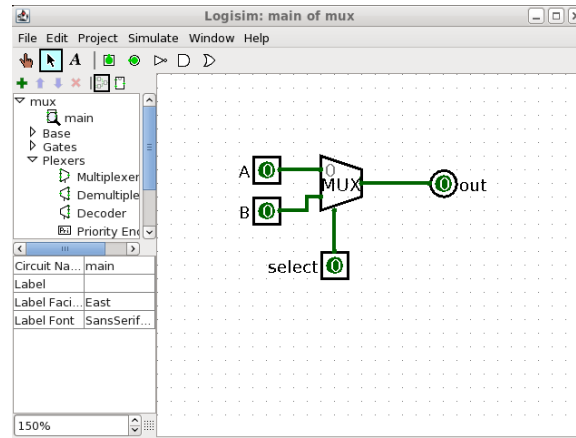 Logisim: main of mux
File Edit Project Simulate Window Help
A
mux
main
Base
Gates
Plexers
Multiplexer
Demultiple
Decoder
Priority En
Circuit Na... main
Label
Label Faci... East
Label Font SansSerif...
150%
A 0
0
MUX
0 out
B 0
select 0